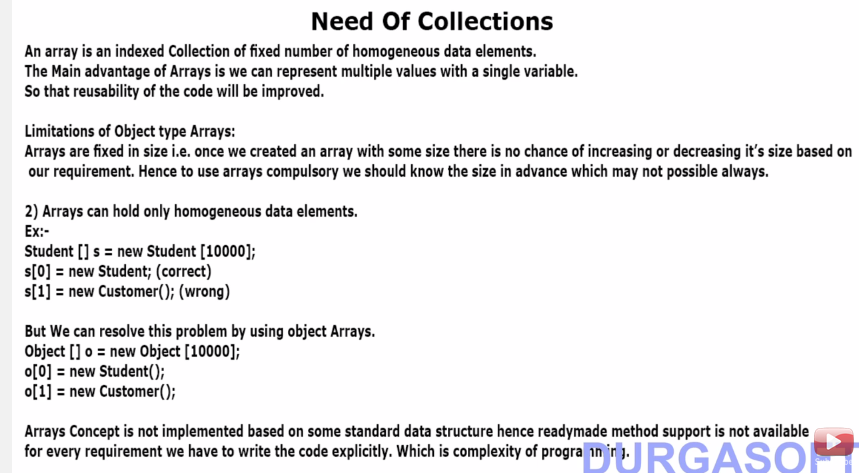 Need Of Collections
An array is an indexed Collection of fixed number of homogeneous data elements.
The Main advantage of Arrays is we can represent multiple values with a single variable.
So that reusability of the code will be improved.
Limitations of Object type Arrays:
Arrays are fixed in size i.e. once we created an array with some size there is no chance of increasing or decreasing it’s size based on
our requirement. Hence to use arrays compulsory we should know the size in advance which may not possible always.
2) Arrays can hold only homogeneous data elements.
Ex:-
Student [] s = new Student [10000];
s[0] = new Student; (correct)
s[1] = new Customer(); (wrong)
But We can resolve this problem by using object Arrays.
Object [] o = new Object [10000];
o[0] = new Student();
o[1] = new Customer();
Arrays Concept is not implemented based on some standard data structure hence readymade method support is not available
for every requirement we have to write the code explicitly. Which is complexity of programming.
DURGASOFT